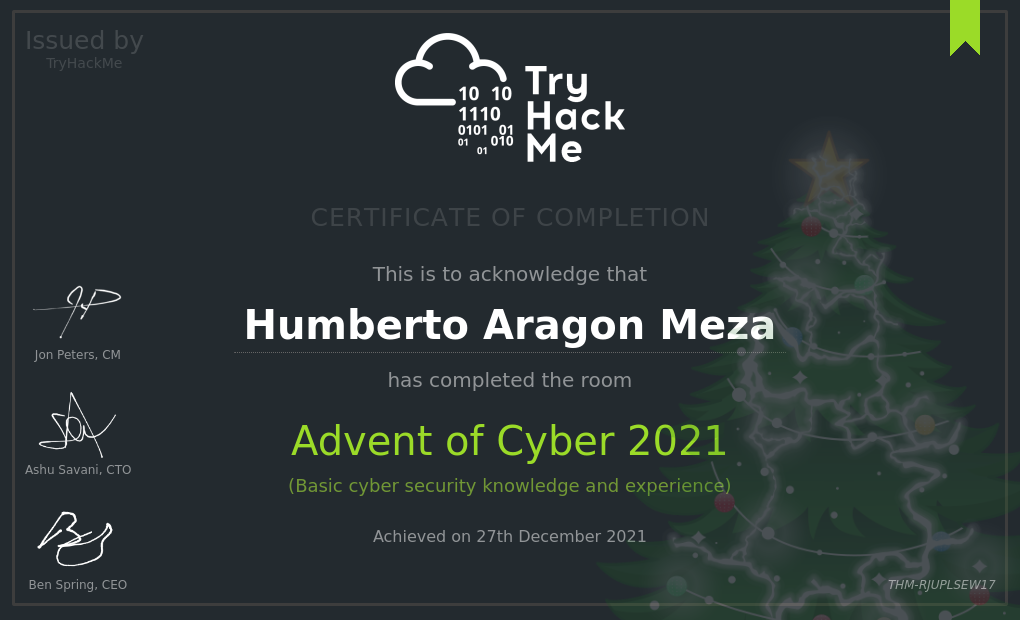 Issued by
TryHackMe
10 10
1110
0101 01
01 010
01
Try
Hack
Me
CERTIFICATE OF COMPLETION
This is to acknowledge that
Humberto Aragon Meza
has completed the room
Advent of Cyber 2021
(Basic cyber security knowledge and experience)
Achieved on 27th December 2021
Jon Peters, CM
Ashu Savani, CTO
Ben Spring, CEO
THM-RJUPLSEW17